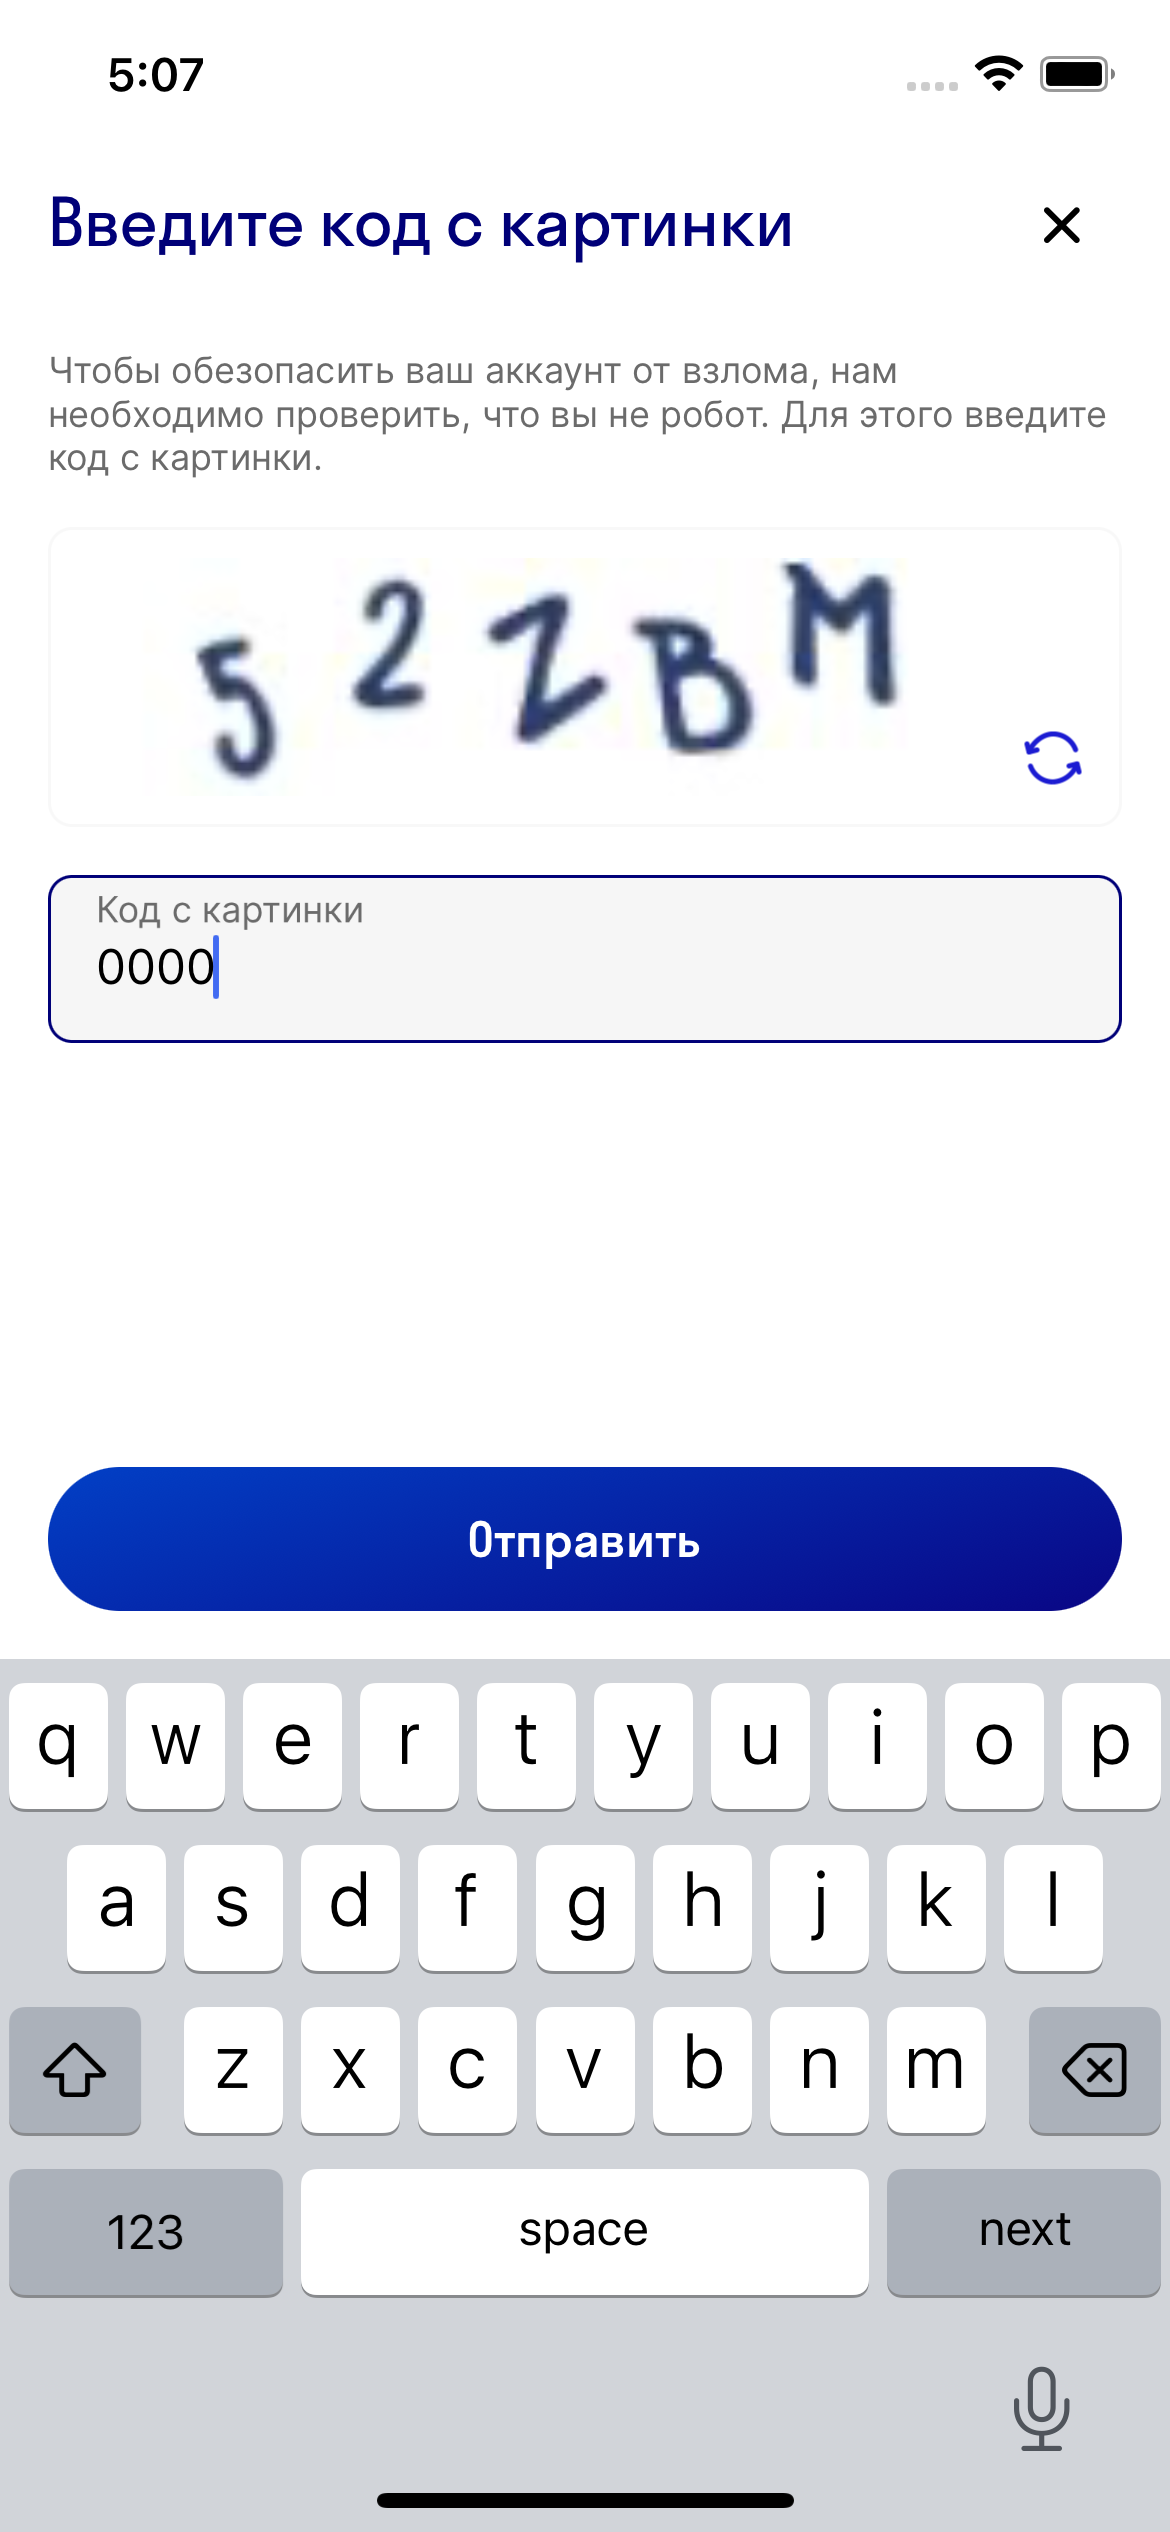 5:07
Введите код с картинки
Чтобы обезопасить ваш аккаунт от взлома, нам
необходимо проверить, что вы не робот. Для этого введите
код с картинки.
5 2 Z B M
Код с картинки
0000
Отправить
q w e r t y u i o p
a s d f g h j k l
z x c v b n m
123 space next